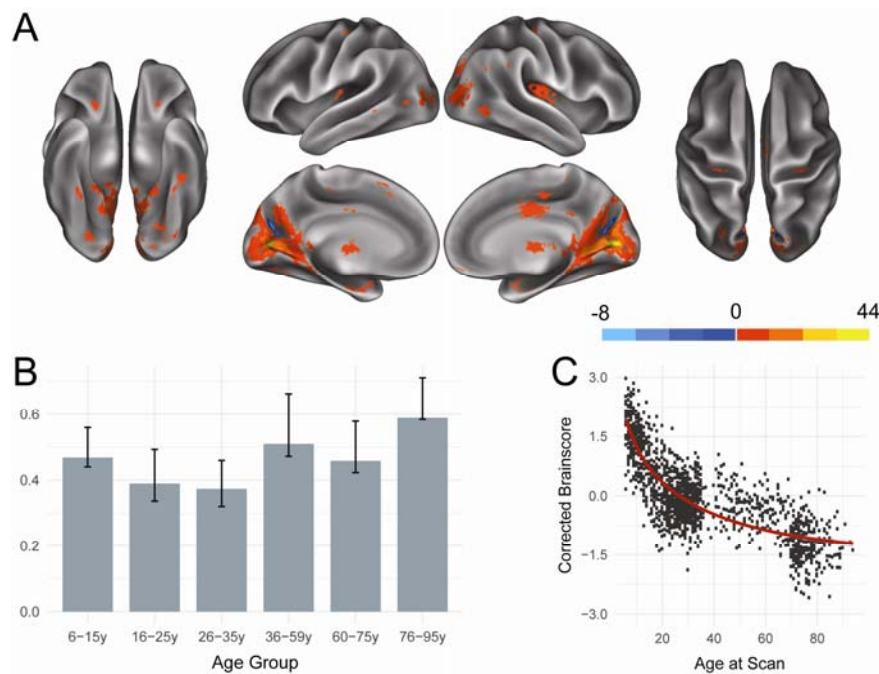 A
-8 0 44
B
0.6
0.4
0.2
0.0
6–15y 16–25y 26–35y 36–59y 60–75y 76–95y
Age Group
C
Corrected Brainscore
3.0
1.5
0.0
−1.5
−3.0
20 40 60 80
Age at Scan